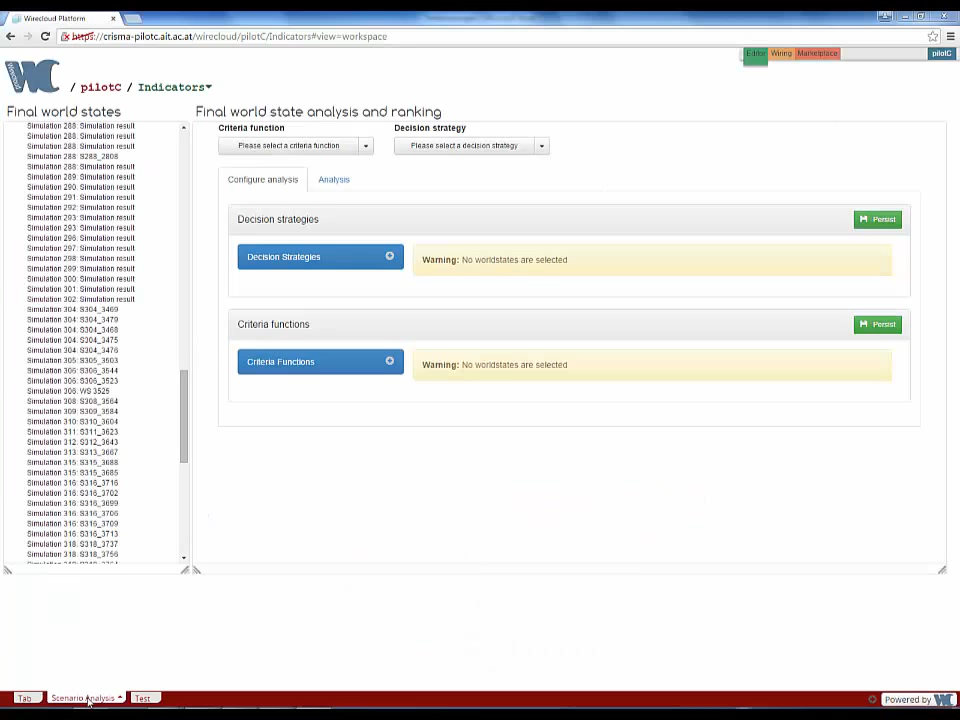 Wirecloud Platform
https://crisma-pilotc.ait.ac.at/wirecloud/pilotC/Indicators#view=workspace
Editor Wiring Marketplace pilotC
WC / pilotC / Indicators
Final world states
Final world state analysis and ranking
Simulation 288: Simulation result
Simulation 288: Simulation result
Simulation 288: Simulation result
Simulation 288: S288_2808
Simulation 288: Simulation result
Simulation 289: Simulation result
Simulation 290: Simulation result
Simulation 291: Simulation result
Simulation 292: Simulation result
Simulation 293: Simulation result
Simulation 293: Simulation result
Simulation 296: Simulation result
Simulation 297: Simulation result
Simulation 298: Simulation result
Simulation 299: Simulation result
Simulation 300: Simulation result
Simulation 301: Simulation result
Simulation 302: Simulation result
Simulation 304: S304_3469
Simulation 304: S304_3479
Simulation 304: S304_3468
Simulation 304: S304_3475
Simulation 304: S304_3476
Simulation 305: S305_3503
Simulation 306: S306_3544
Simulation 306: S306_3523
Simulation 306: WS 3525
Simulation 308: S308_3564
Simulation 309: S309_3584
Simulation 310: S310_3604
Simulation 311: S311_3623
Simulation 312: S312_3643
Simulation 313: S313_3667
Simulation 315: S315_3688
Simulation 315: S315_3685
Simulation 316: S316_3716
Simulation 316: S316_3702
Simulation 316: S316_3699
Simulation 316: S316_3706
Simulation 316: S316_3709
Simulation 316: S316_3713
Simulation 318: S318_3737
Simulation 318: S318_3756
Criteria function
Decision strategy
Please select a criteria function
Please select a decision strategy
Configure analysis
Analysis
Decision strategies
Persist
Decision Strategies
Warning: No worldstates are selected
Criteria functions
Persist
Criteria Functions
Warning: No worldstates are selected
Tab
Scenario Analysis
Test
Powered by WC